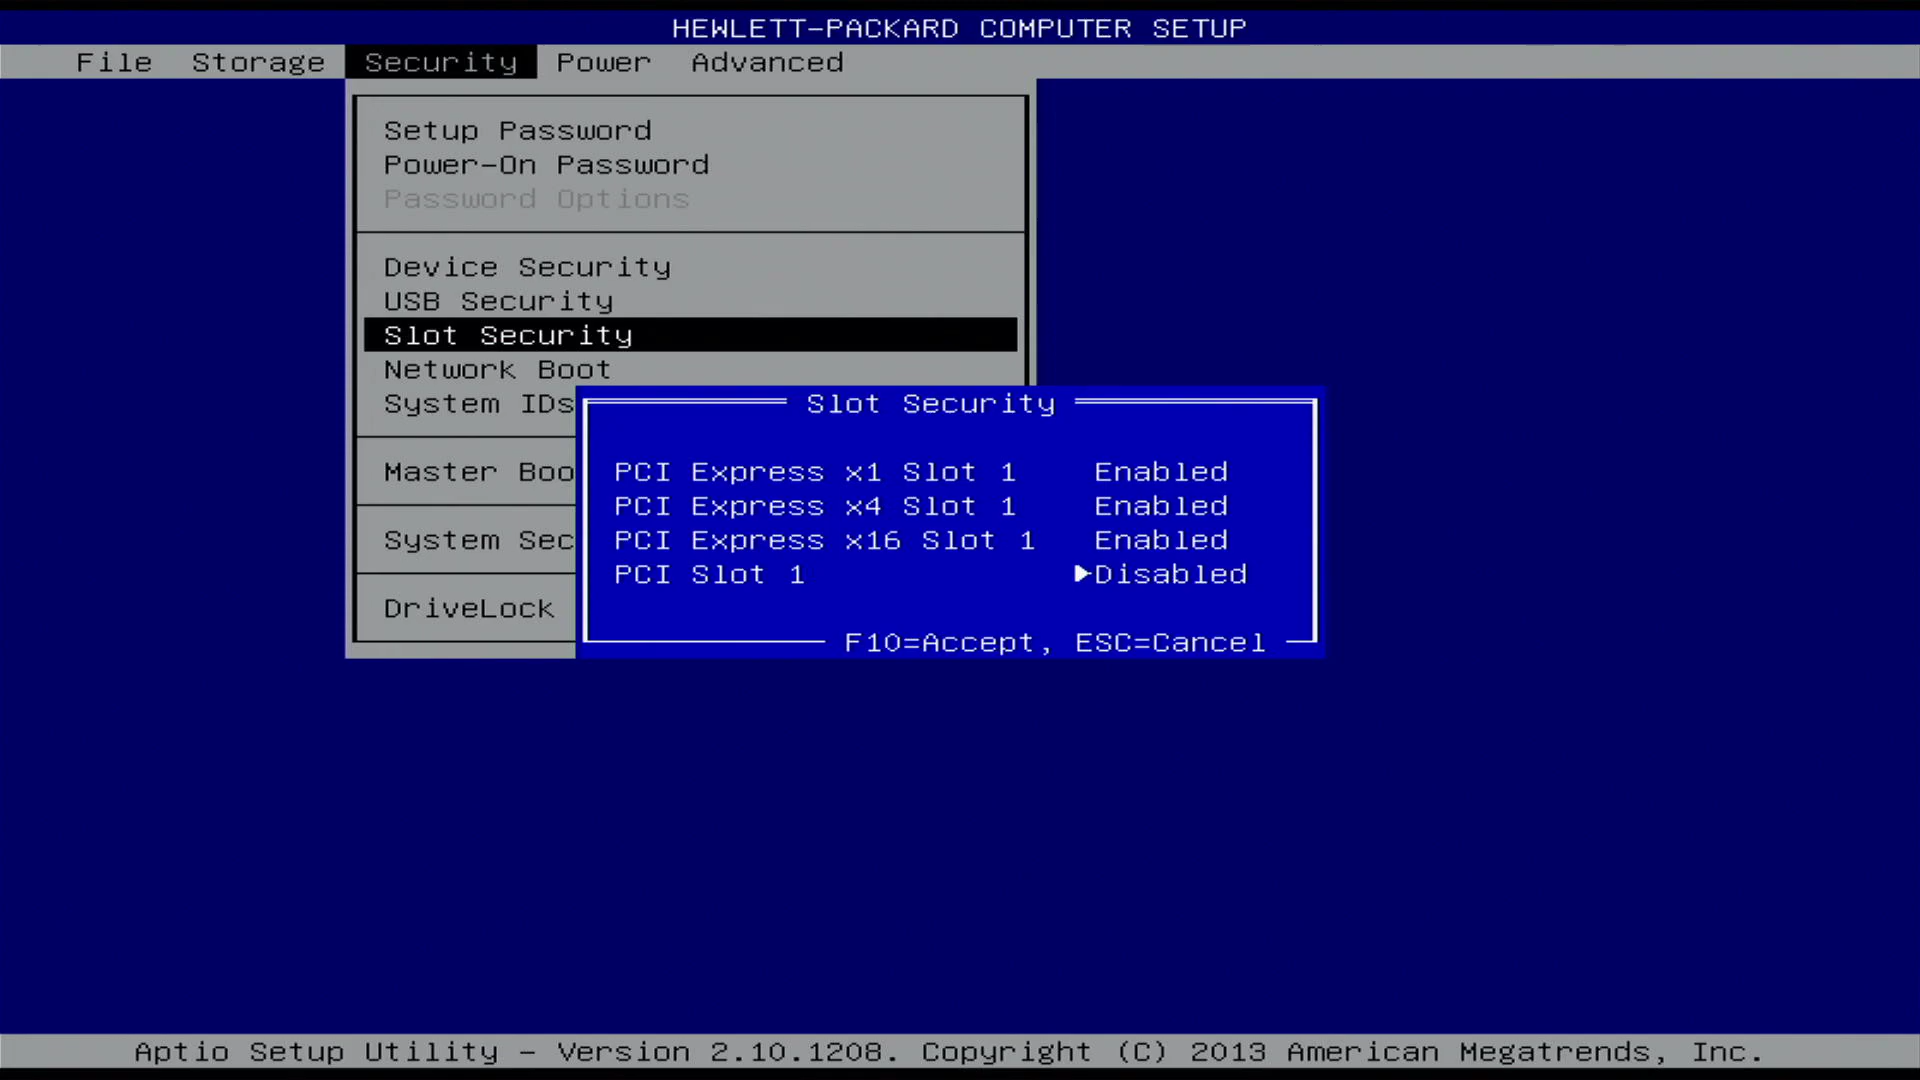 HEWLETT-PACKARD COMPUTER SETUP
File Storage Security Power Advanced
Setup Password
Power-On Password
Password Options
Device Security
USB Security
Slot Security
Network Boot
System IDs
Master Boo
System Sec
DriveLock
Slot Security
PCI Express x1 Slot 1 Enabled
PCI Express x4 Slot 1 Enabled
PCI Express x16 Slot 1 Enabled
PCI Slot 1 ▶Disabled
F10=Accept, ESC=Cancel
Aptio Setup Utility - Version 2.10.1208. Copyright (C) 2013 American Megatrends, Inc.